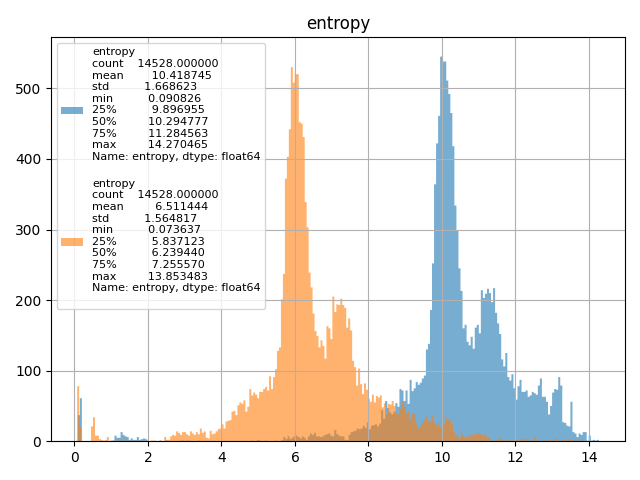 entropy
entropy
count 14528.000000
mean 10.418745
std 1.668623
min 0.090826
25% 9.896955
50% 10.294777
75% 11.284563
max 14.270465
Name: entropy, dtype: float64
entropy
count 14528.000000
mean 6.511444
std 1.564817
min 0.073637
25% 5.837123
50% 6.239440
75% 7.255570
max 13.853483
Name: entropy, dtype: float64
500
400
300
200
100
0
0 2 4 6 8 10 12 14